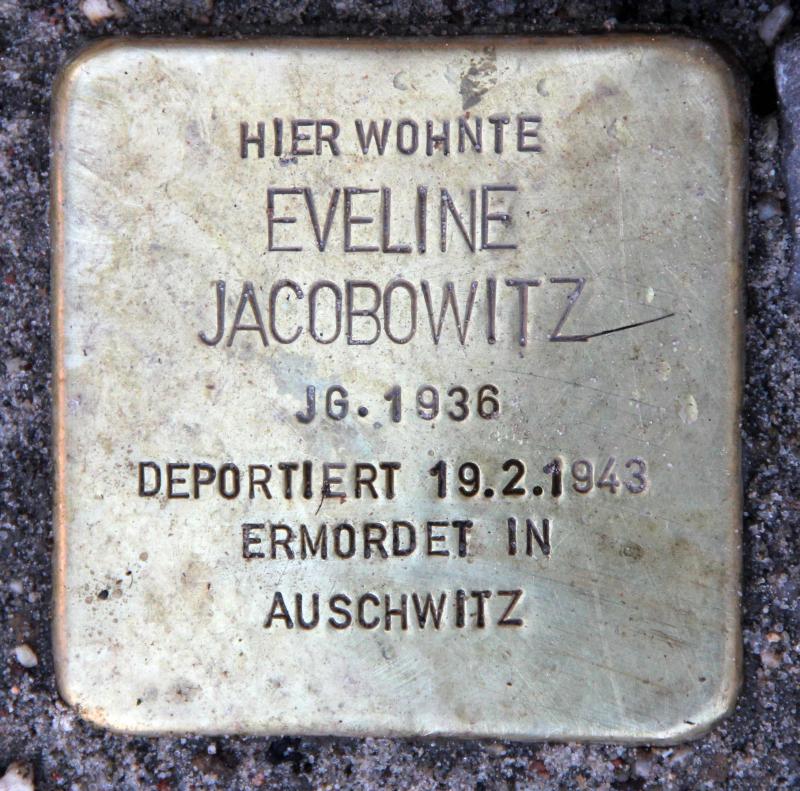 HIER WOHNTE
EVELINE
JACOBOWITZ
JG. 1936
DEPORTIERT 19.2.1943
ERMORDET IN
AUSCHWITZ